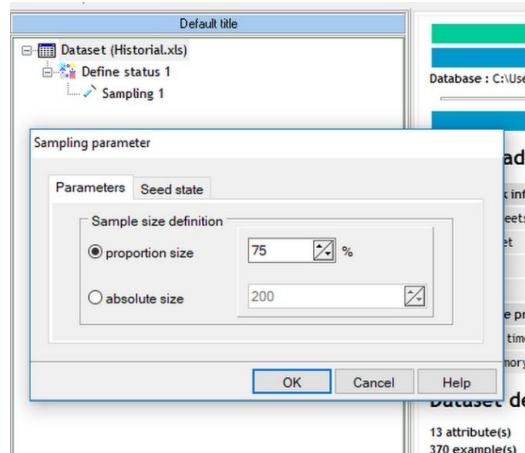 Default title
Dataset (Historial.xls)
Define status 1
Sampling 1
Database : C:\Use
Sampling parameter
Parameters
Seed state
Sample size definition
proportion size
75
%
absolute size
200
OK
Cancel
Help
13 attribute(s)
370 example(s)